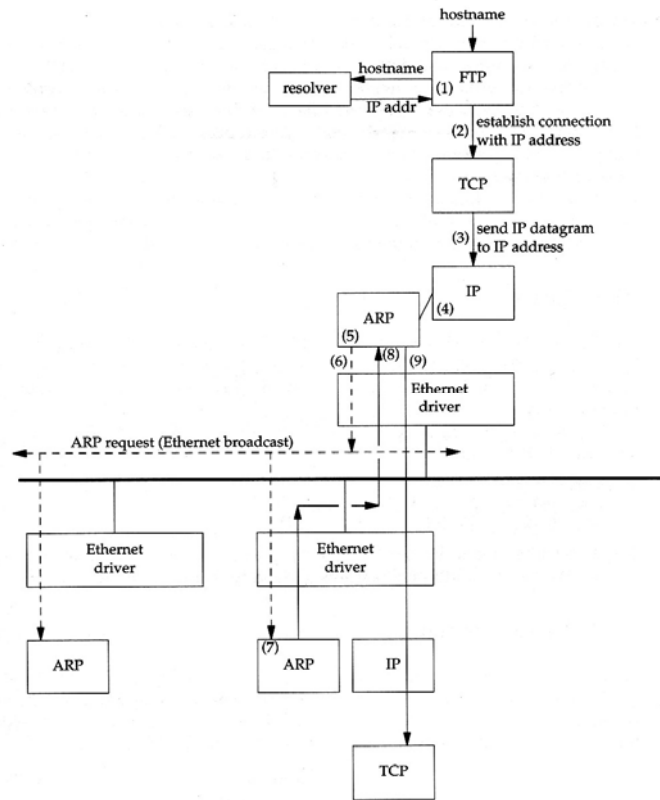 hostname
hostname
resolver
(1)
FTP
IP addr
(2)
establish connection
with IP address
TCP
(3)
send IP datagram
to IP address
IP
(4)
ARP
(5)
(6)
(8)
(9)
Ethernet
driver
ARP request (Ethernet broadcast)
Ethernet
driver
Ethernet
driver
ARP
(7)
ARP
IP
TCP